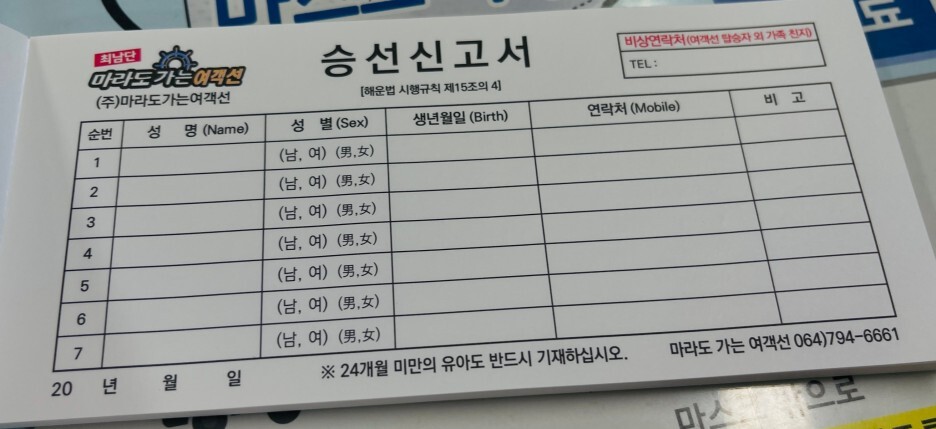 최남단
마라도 가는 여객선
(주)마라도가는여객선
승선신고서
[해운법 시행규칙 제15조의 4]
비상연락처(여객선 탑승자 외 가족 친지)
TEL :
순번 성 명 (Name) 성 별 (Sex) 생년월일 (Birth) 연락처 (Mobile) 비 고
1 (남, 여) (男,女)
2 (남, 여) (男,女)
3 (남, 여) (男,女)
4 (남, 여) (男,女)
5 (남, 여) (男,女)
6 (남, 여) (男,女)
7 (남, 여) (男,女)
20 년 월 일
※ 24개월 미만의 유아도 반드시 기재하십시오.
마라도 가는 여객선 064)794-6661